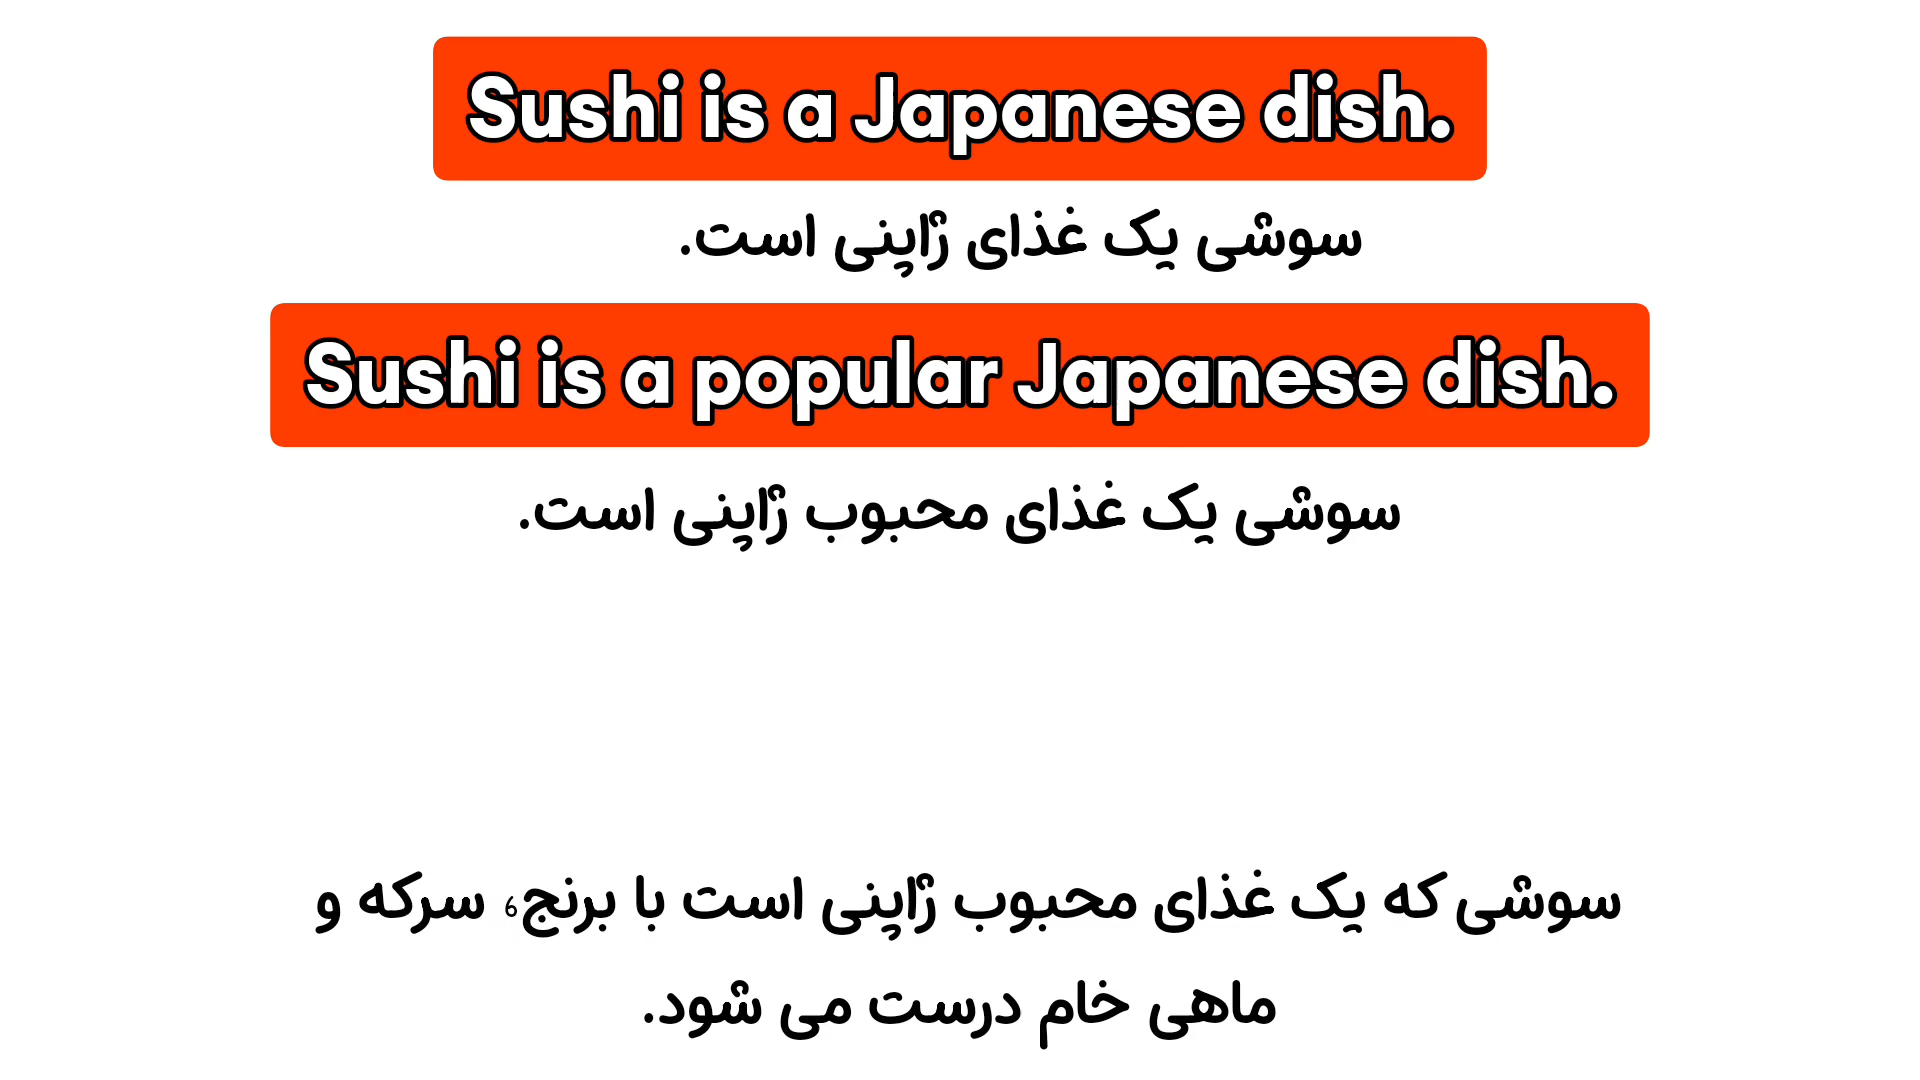 Sushi is a Japanese dish.
سوشی یک غذای ژاپنی است.
Sushi is a popular Japanese dish.
سوشی یک غذای محبوب ژاپنی است.
سوشی که یک غذای محبوب ژاپنی است با برنج، سرکه و
ماهی خام درست می شود.